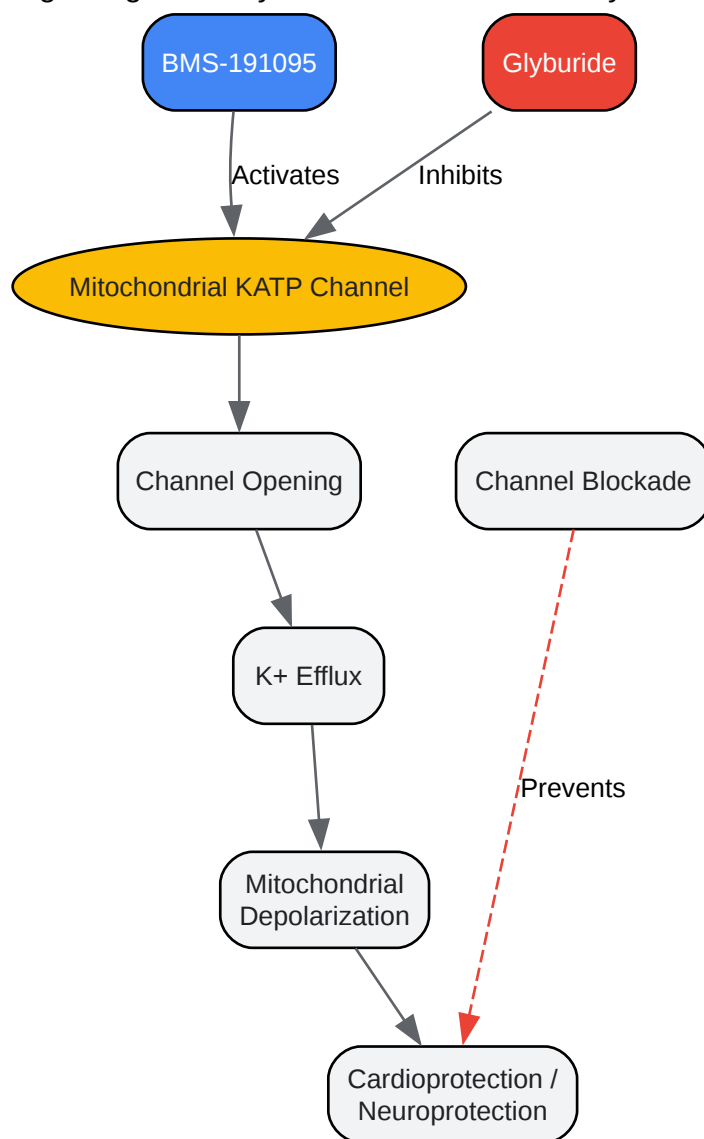 BMS-191095
Glyburide
Activates
Inhibits
Mitochondrial KATP Channel
Channel Opening
Channel Blockade
K+ Efflux
Prevents
Mitochondrial
Depolarization
Cardioprotection /
Neuroprotection